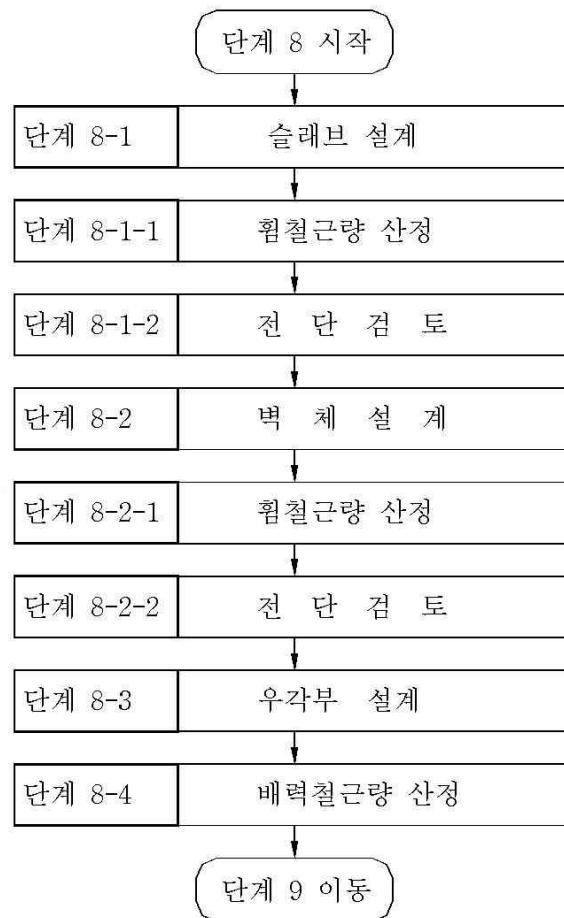 단계 8 시작
단계 8-1 슬래브 설계
단계 8-1-1 휨철근량 산정
단계 8-1-2 전 단 검 토
단계 8-2 벽 체 설 계
단계 8-2-1 휨철근량 산정
단계 8-2-2 전 단 검 토
단계 8-3 우각부 설계
단계 8-4 배력철근량 산정
단계 9 이동